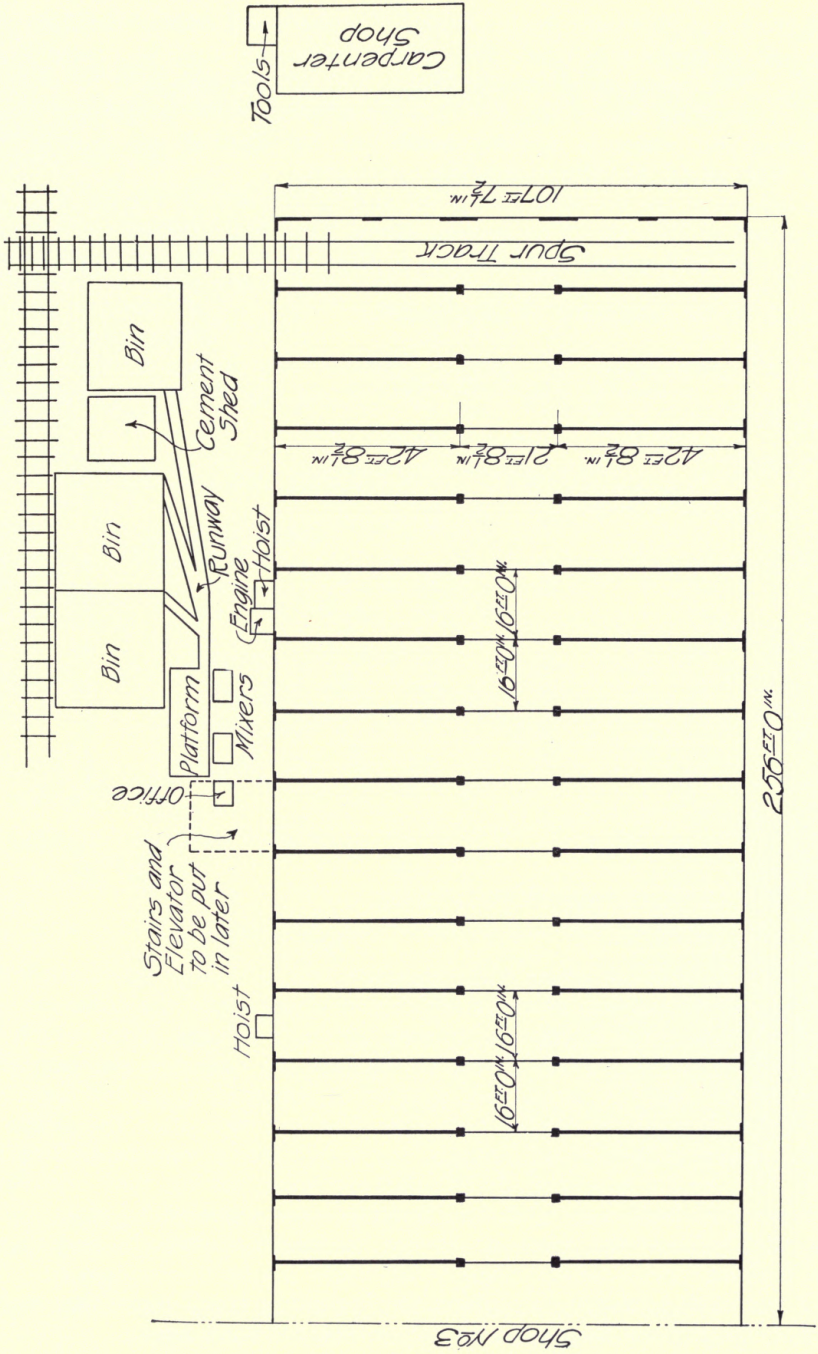 Tools
Carpenter
Shop
107 FT. 7½ IN.
Spur Track
Bin
Cement
Shed
Bin
Bin
Runway
Engine
Hoist
Platform
Mixers
Office
Stairs and
Elevator
to be put
in later
Hoist
42 FT. 8½ IN.
21 FT. 8½ IN.
42 FT. 8½ IN.
16 FT. 0 IN.
16 FT. 0 IN.
16 FT. 0 IN.
16 FT. 0 IN.
256 FT. 0 IN.
Shop No 3